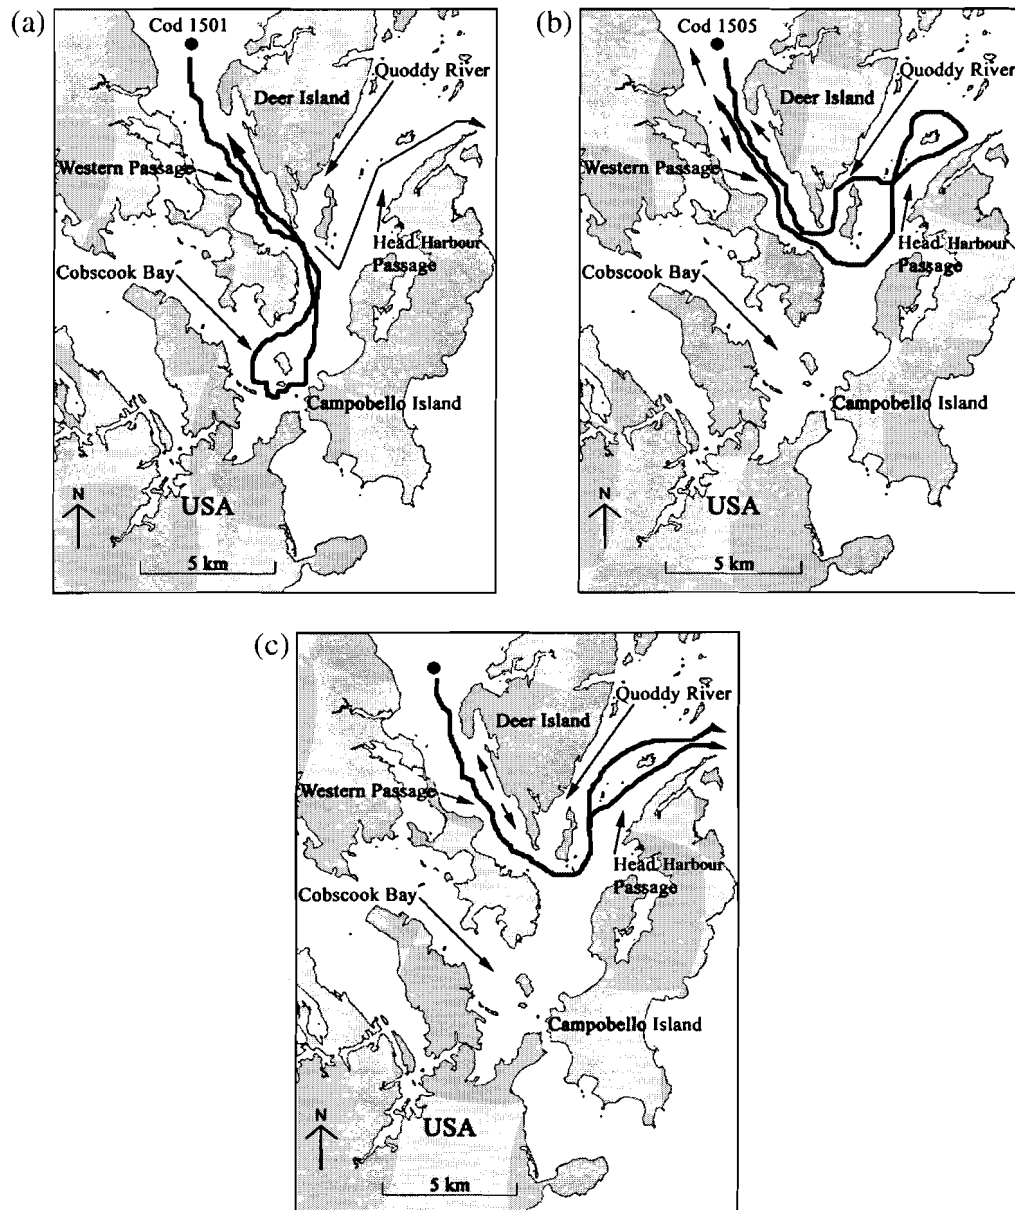 (a)
Cod 1501
Quoddy River
Deer Island
Western Passage
Head Harbour
Passage
Cobscook Bay
Campobello Island
N
USA
5 km
(b)
Cod 1505
Quoddy River
Deer Island
Western Passage
Head Harbour
Passage
Cobscook Bay
Campobello Island
N
USA
5 km
(c)
Quoddy River
Deer Island
Western Passage
Head Harbour
Passage
Cobscook Bay
Campobello Island
N
USA
5 km